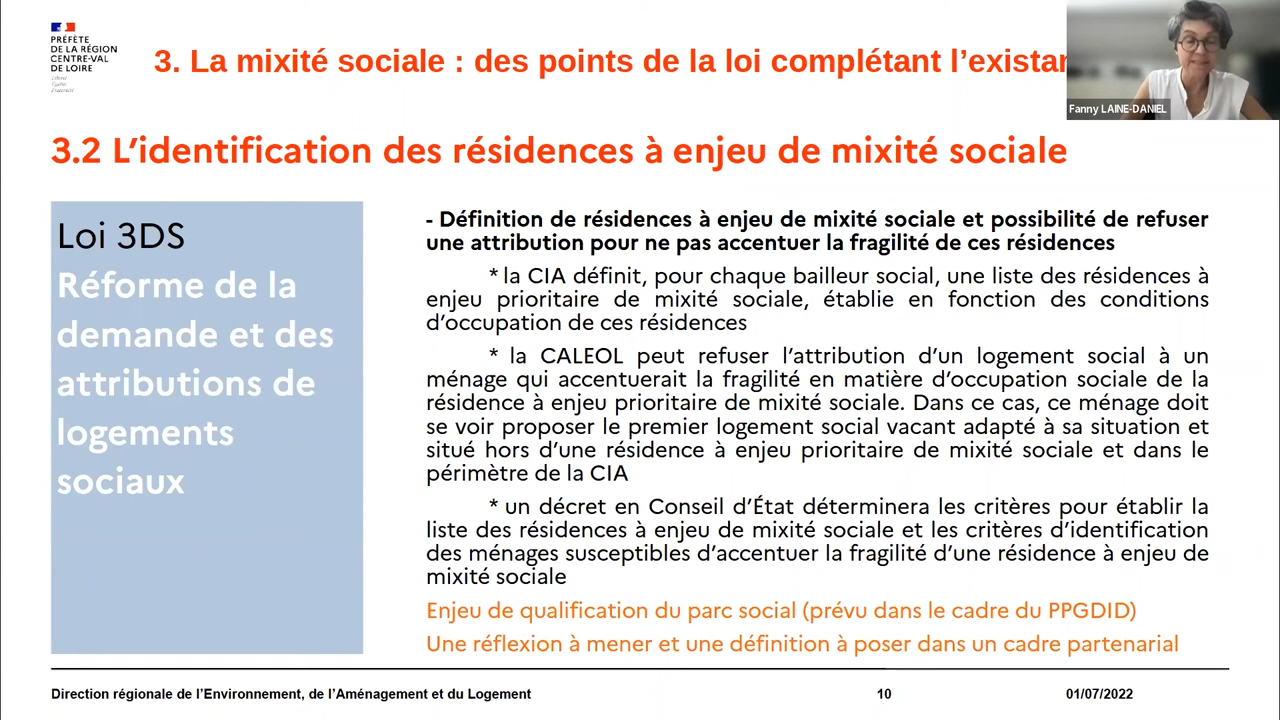 PRÉFÈTE
DE LA RÉGION
CENTRE-VAL
DE LOIRE
Liberté
Égalité
Fraternité
3. La mixité sociale : des points de la loi complétant l’existan
Fanny LAINE-DANIEL
3.2 L’identification des résidences à enjeu de mixité sociale
Loi 3DS
Réforme de la
demande et des
attributions de
logements
sociaux
- Définition de résidences à enjeu de mixité sociale et possibilité de refuser
une attribution pour ne pas accentuer la fragilité de ces résidences
* la CIA définit, pour chaque bailleur social, une liste des résidences à
enjeu prioritaire de mixité sociale, établie en fonction des conditions
d’occupation de ces résidences
* la CALEOL peut refuser l’attribution d’un logement social à un
ménage qui accentuerait la fragilité en matière d’occupation sociale de la
résidence à enjeu prioritaire de mixité sociale. Dans ce cas, ce ménage doit
se voir proposer le premier logement social vacant adapté à sa situation et
situé hors d’une résidence à enjeu prioritaire de mixité sociale et dans le
périmètre de la CIA
* un décret en Conseil d’État déterminera les critères pour établir la
liste des résidences à enjeu de mixité sociale et les critères d’identification
des ménages susceptibles d’accentuer la fragilité d’une résidence à enjeu de
mixité sociale
Enjeu de qualification du parc social (prévu dans le cadre du PPGDID)
Une réflexion à mener et une définition à poser dans un cadre partenarial
Direction régionale de l’Environnement, de l’Aménagement et du Logement
10
01/07/2022